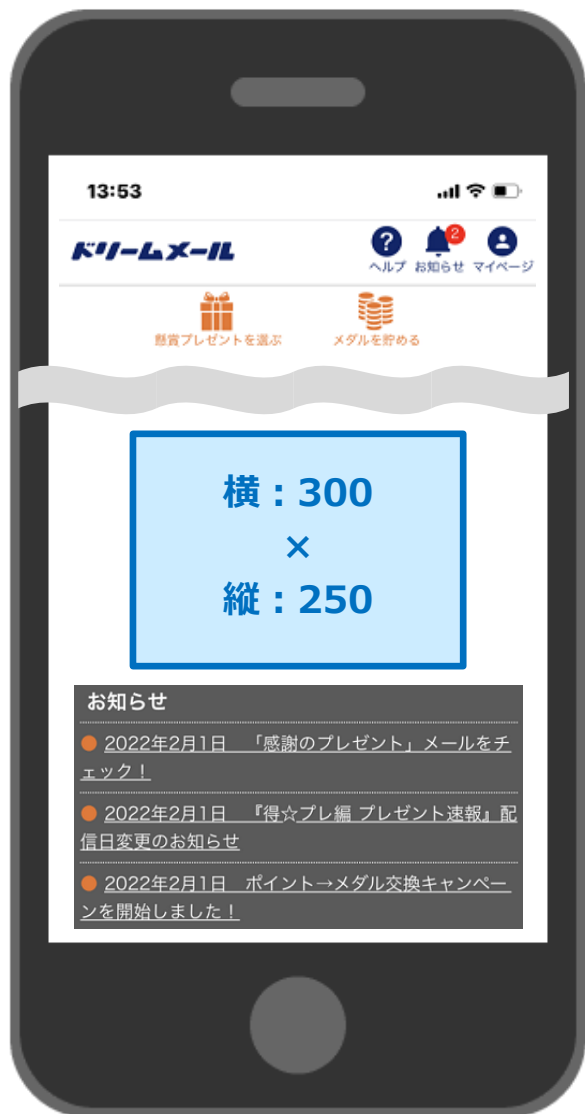 13:53
ドリームメール
2
ヘルプ お知らせ マイページ
懸賞プレゼントを選ぶ メダルを貯める
横：300
×
縦：250
お知らせ
2022年2月1日　「感謝のプレゼント」メールをチ
ェック！
2022年2月1日　『得☆プレ編 プレゼント速報』配
信日変更のお知らせ
2022年2月1日　ポイント→メダル交換キャンペー
ンを開始しました！